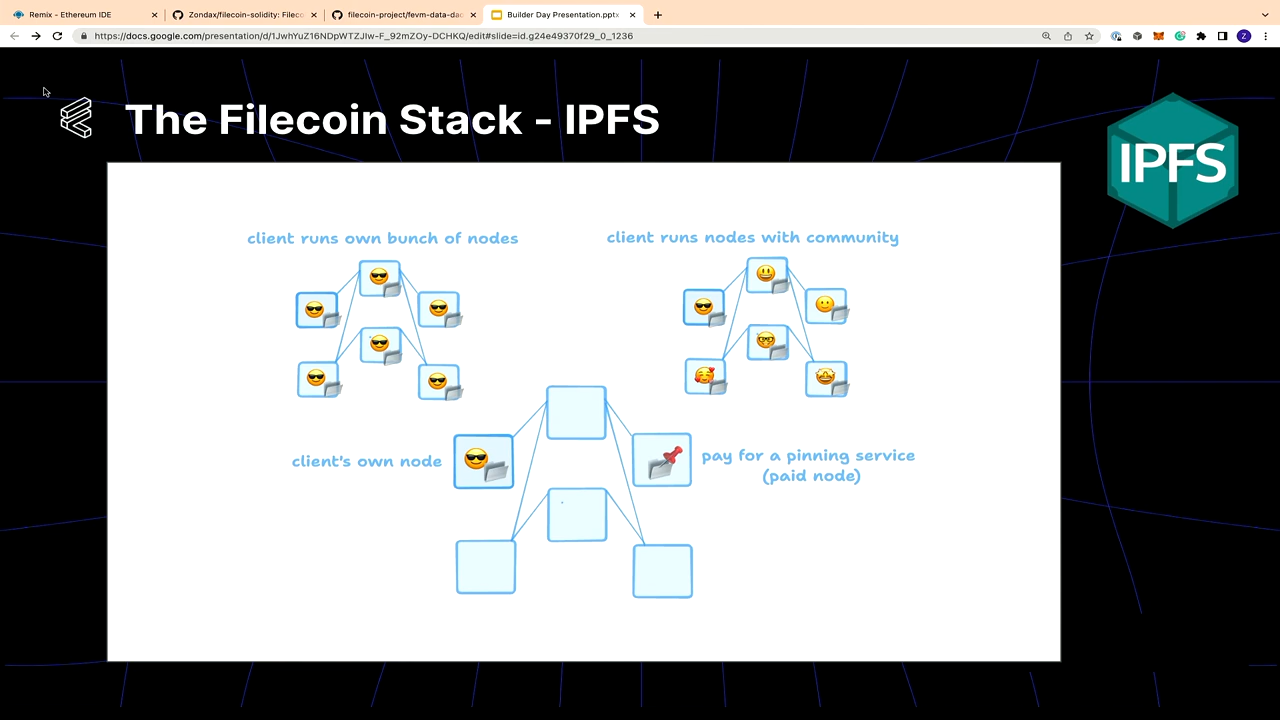 Remix - Ethereum IDE
Zondax/filecoin-solidity: Fileco
filecoin-project/fevm-data-dao
Builder Day Presentation.pptx
https://docs.google.com/presentation/d/1JwhYuZ16NDpWTZJIw-F_92mZOy-DCHKQ/edit#slide=id.g24e49370f29_0_1236
Z
The Filecoin Stack - IPFS
IPFS
client runs own bunch of nodes
client runs nodes with community
client's own node
pay for a pinning service
(paid node)